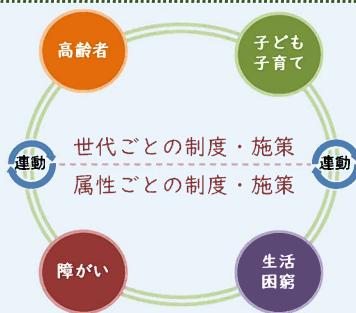 高齢者
子ども
子育て
世代ごとの制度・施策
連動
連動
属性ごとの制度・施策
障がい
生活
困窮